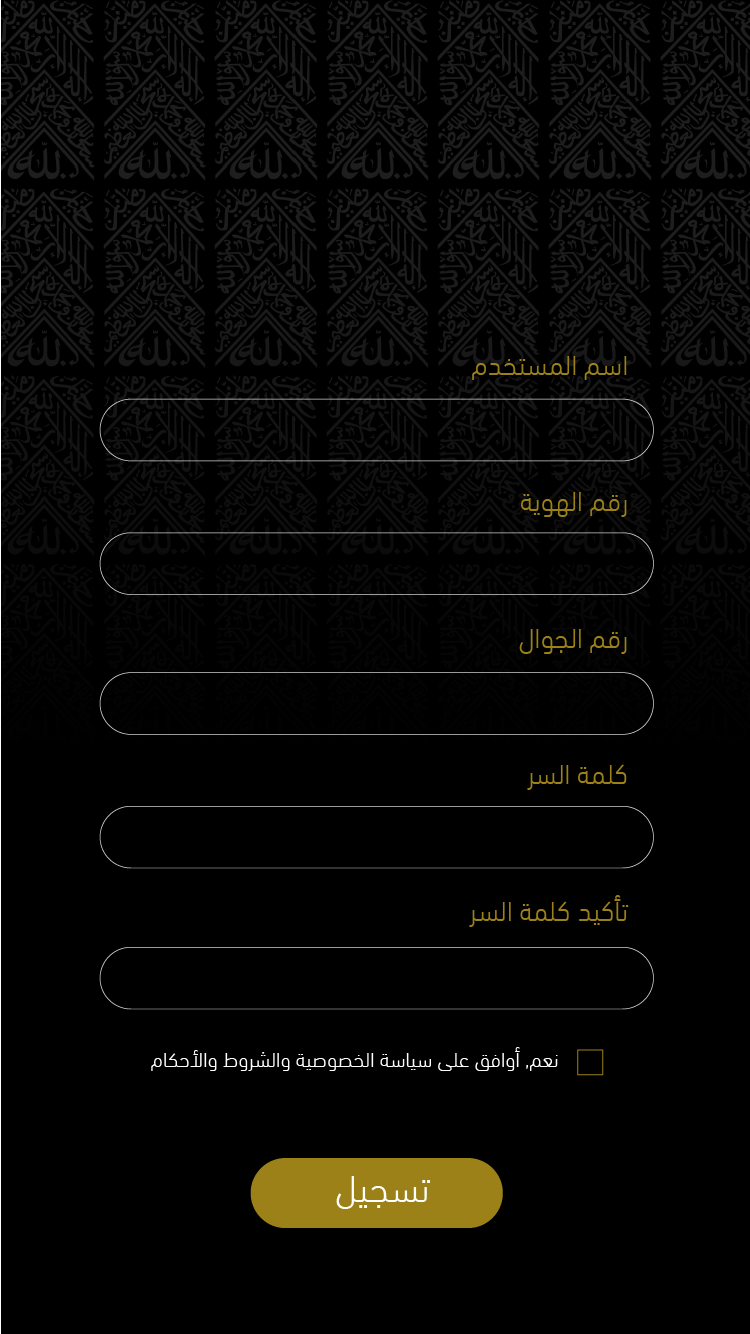 اسم المستخدم
رقم الهوية
رقم الجوال
كلمة السر
تأكيد كلمة السر
نعم, أوافق على سياسة الخصوصية والشروط والأحكام
تسجيل